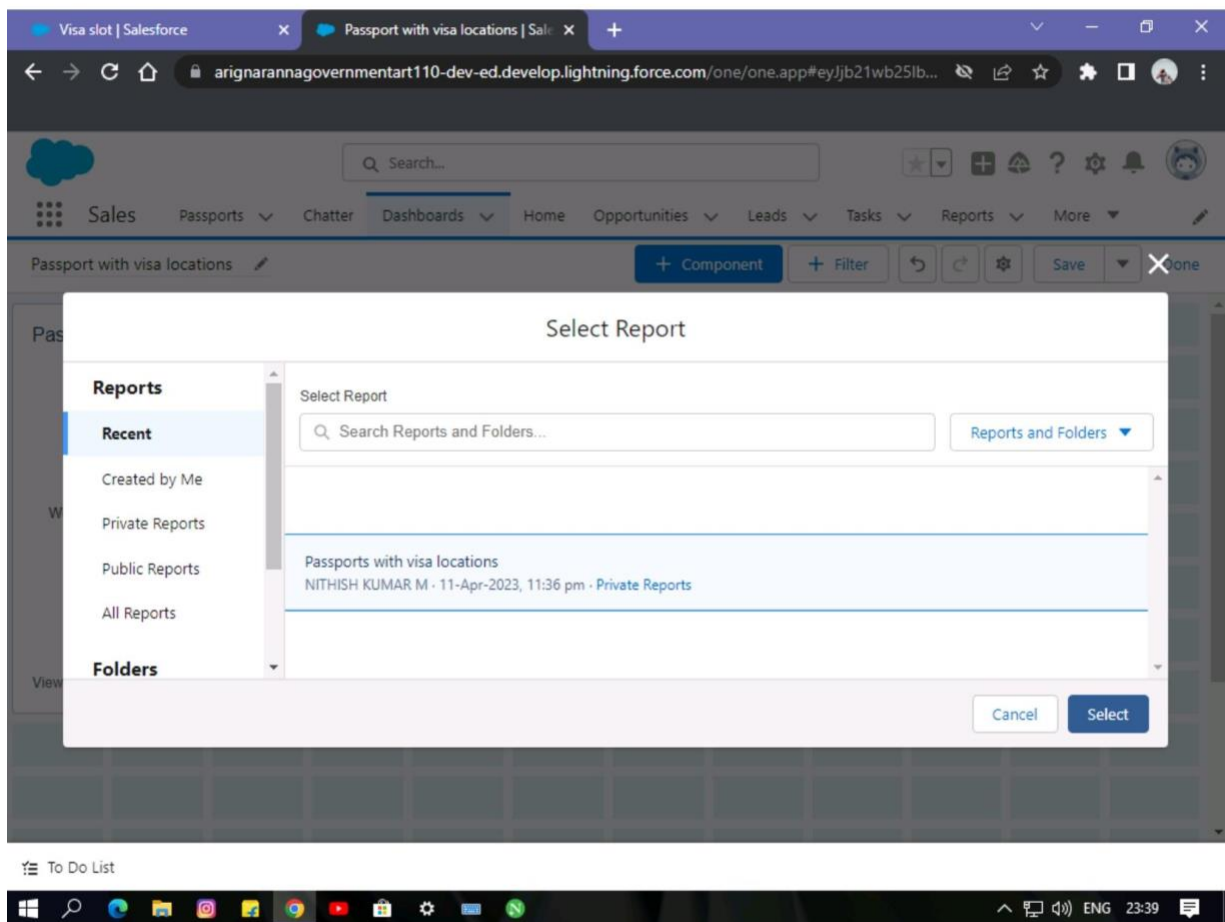 Visa slot | Salesforce
Passport with visa locations | Sale
arignarannagovernmentart110-dev-ed.develop.lightning.force.com/one/one.app#eyJjb21wb25lb...
Search...
Sales Passports Chatter Dashboards Home Opportunities Leads Tasks Reports More
Passport with visa locations + Component + Filter Save Done
Pas
Select Report
Reports
Recent
Created by Me
Private Reports
Public Reports
All Reports
Folders
Select Report
Search Reports and Folders...
Reports and Folders
Passports with visa locations
NITHISH KUMAR M · 11-Apr-2023, 11:36 pm · Private Reports
W
View
Cancel Select
To Do List
ENG 23:39